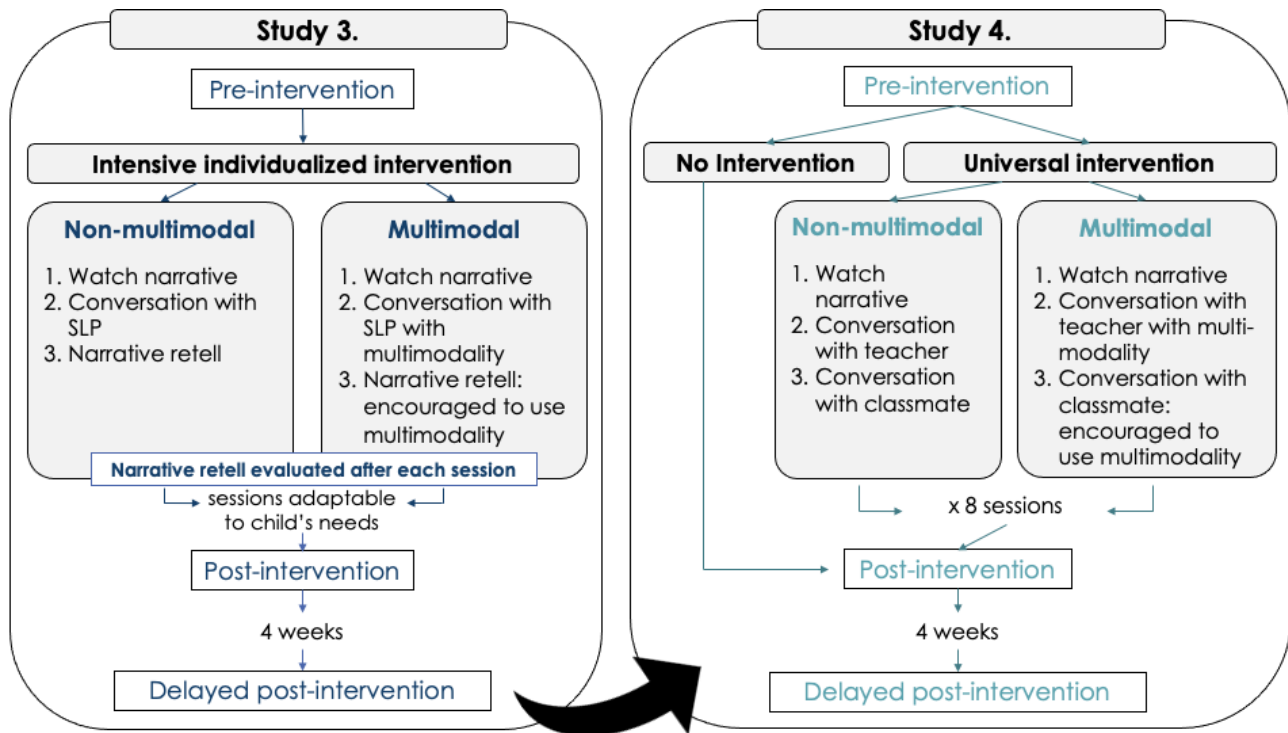 Study 3.
Pre-intervention
Intensive individualized intervention
Non-multimodal
1. Watch narrative
2. Conversation with
SLP
3. Narrative retell
Multimodal
1. Watch narrative
2. Conversation with
SLP with
multimodality
3. Narrative retell:
encouraged to use
multimodality
Narrative retell evaluated after each session
sessions adaptable
to child's needs
Post-intervention
4 weeks
Delayed post-intervention
Study 4.
Pre-intervention
No Intervention
Universal intervention
Non-multimodal
1. Watch
narrative
2. Conversation
with teacher
3. Conversation
with classmate
Multimodal
1. Watch narrative
2. Conversation with
teacher with multi-
modality
3. Conversation with
classmate:
encouraged to
use multimodality
x 8 sessions
Post-intervention
4 weeks
Delayed post-intervention